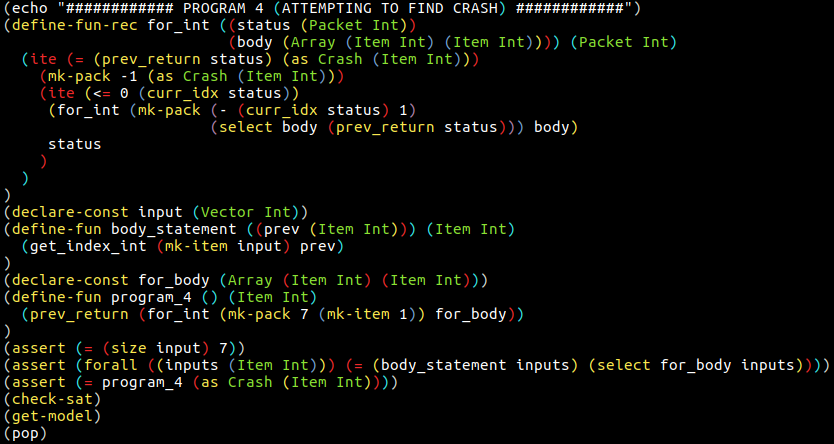 (echo "############ PROGRAM 4 (ATTEMPTING TO FIND CRASH) ############")
(define-fun-rec for_int ((status (Packet Int))
                         (body (Array (Item Int) (Item Int)))) (Packet Int)
  (ite (= (prev_return status) (as Crash (Item Int)))
    (mk-pack -1 (as Crash (Item Int)))
    (ite (<= 0 (curr_idx status))
     (for_int (mk-pack (- (curr_idx status) 1)
                       (select body (prev_return status))) body)
     status
    )
  )
)
(declare-const input (Vector Int))
(define-fun body_statement ((prev (Item Int))) (Item Int)
  (get_index_int (mk-item input) prev)
)
(declare-const for_body (Array (Item Int) (Item Int)))
(define-fun program_4 () (Item Int)
  (prev_return (for_int (mk-pack 7 (mk-item 1)) for_body))
)
(assert (= (size input) 7))
(assert (forall ((inputs (Item Int))) (= (body_statement inputs) (select for_body inputs))))
(assert (= program_4 (as Crash (Item Int))))
(check-sat)
(get-model)
(pop)